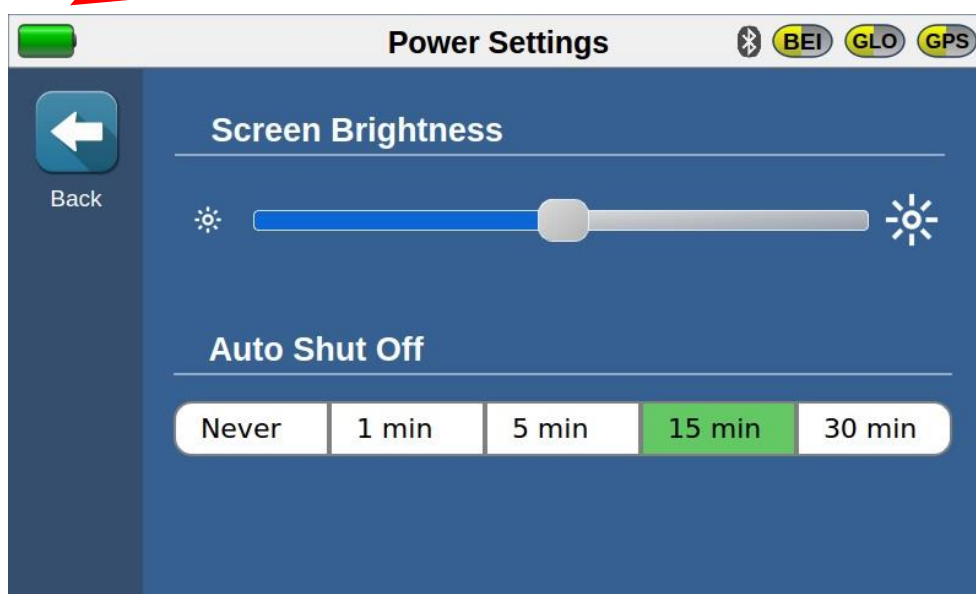 Power Settings BEI GLO GPS
Screen Brightness
Back
Auto Shut Off
Never 1 min 5 min 15 min 30 min